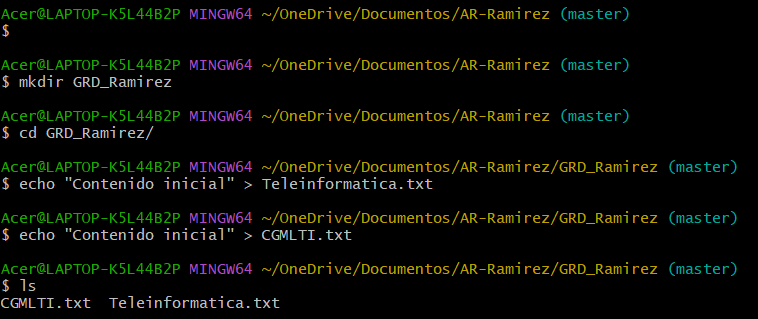 Acer@LAPTOP-K5L44B2P MINGW64 ~/OneDrive/Documentos/AR-Ramirez (master)
$
Acer@LAPTOP-K5L44B2P MINGW64 ~/OneDrive/Documentos/AR-Ramirez (master)
$ mkdir GRD_Ramirez
Acer@LAPTOP-K5L44B2P MINGW64 ~/OneDrive/Documentos/AR-Ramirez (master)
$ cd GRD_Ramirez/
Acer@LAPTOP-K5L44B2P MINGW64 ~/OneDrive/Documentos/AR-Ramirez/GRD_Ramirez (master)
$ echo "Contenido inicial" > Teleinformatica.txt
Acer@LAPTOP-K5L44B2P MINGW64 ~/OneDrive/Documentos/AR-Ramirez/GRD_Ramirez (master)
$ echo "Contenido inicial" > CGMLTI.txt
Acer@LAPTOP-K5L44B2P MINGW64 ~/OneDrive/Documentos/AR-Ramirez/GRD_Ramirez (master)
$ ls
CGMLTI.txt  Teleinformatica.txt